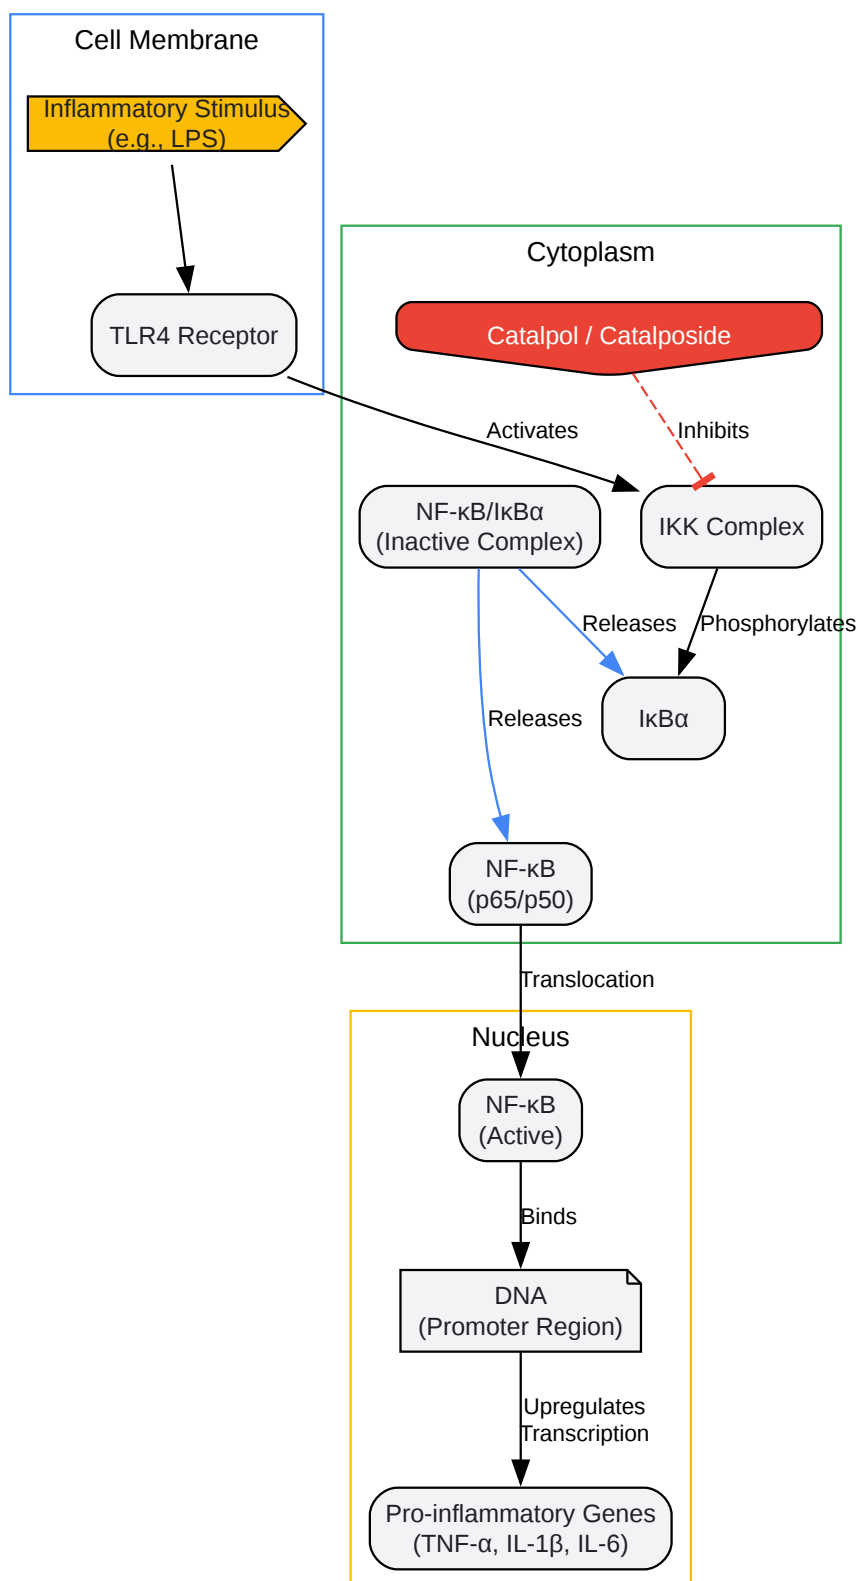 Cell Membrane
Inflammatory Stimulus
(e.g., LPS)
TLR4 Receptor
Cytoplasm
Catalpol / Catalposide
Activates
Inhibits
NF-κB/IκBα
(Inactive Complex)
IKK Complex
Releases
Phosphorylates
IκBα
Releases
NF-κB
(p65/p50)
Translocation
Nucleus
NF-κB
(Active)
Binds
DNA
(Promoter Region)
Upregulates
Transcription
Pro-inflammatory Genes
(TNF-α, IL-1β, IL-6)